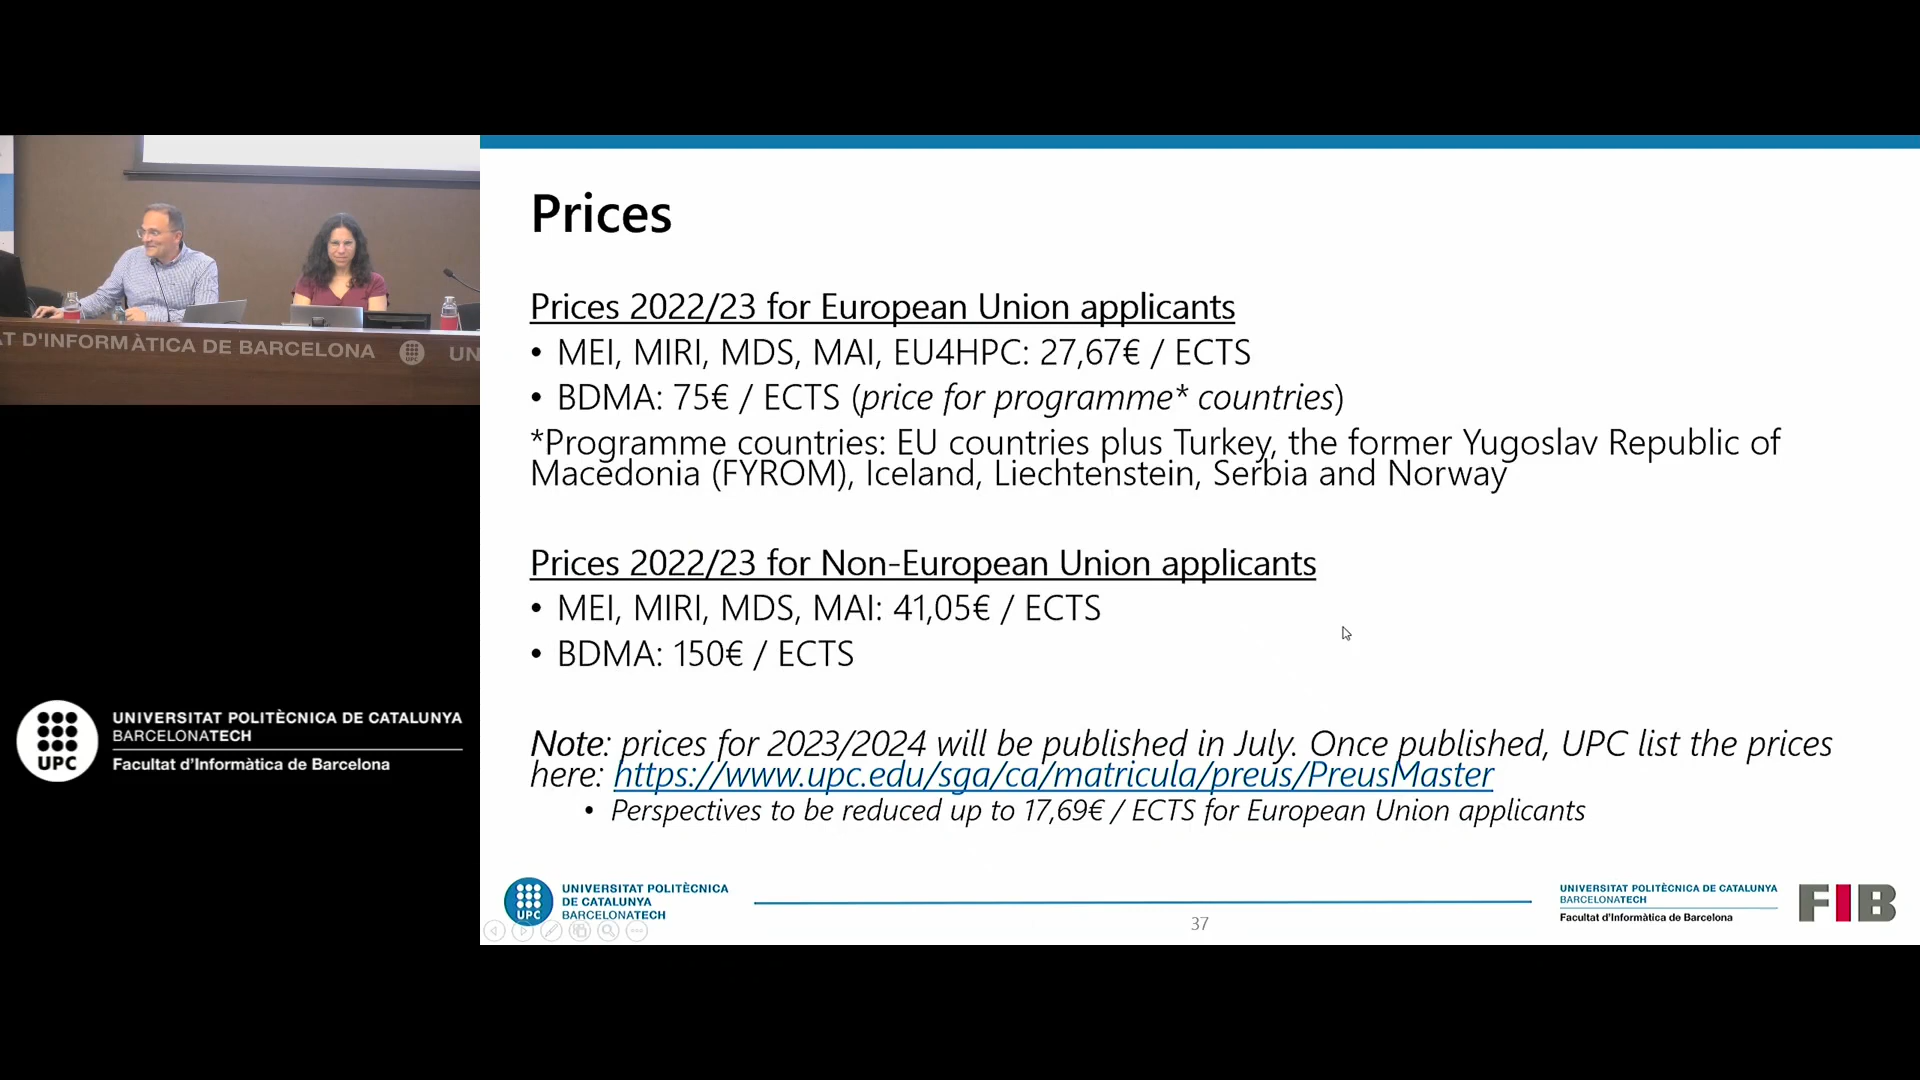 Prices
Prices 2022/23 for European Union applicants
• MEI, MIRI, MDS, MAI, EU4HPC: 27,67€ / ECTS
• BDMA: 75€ / ECTS (price for programme* countries)
*Programme countries: EU countries plus Turkey, the former Yugoslav Republic of
Macedonia (FYROM), Iceland, Liechtenstein, Serbia and Norway
Prices 2022/23 for Non-European Union applicants
• MEI, MIRI, MDS, MAI: 41,05€ / ECTS
• BDMA: 150€ / ECTS
Note: prices for 2023/2024 will be published in July. Once published, UPC list the prices
here: https://www.upc.edu/sga/ca/matricula/preus/PreusMaster
• Perspectives to be reduced up to 17,69€ / ECTS for European Union applicants
UNIVERSITAT POLITÈCNICA
DE CATALUNYA
BARCELONATECH
UPC
37
UNIVERSITAT POLITÈCNICA DE CATALUNYA
BARCELONATECH
Facultat d'Informàtica de Barcelona
FIB
AT D'INFORMÀTICA DE BARCELONA
UPC
UN
UPC
UNIVERSITAT POLITÈCNICA DE CATALUNYA
BARCELONATECH
Facultat d'Informàtica de Barcelona